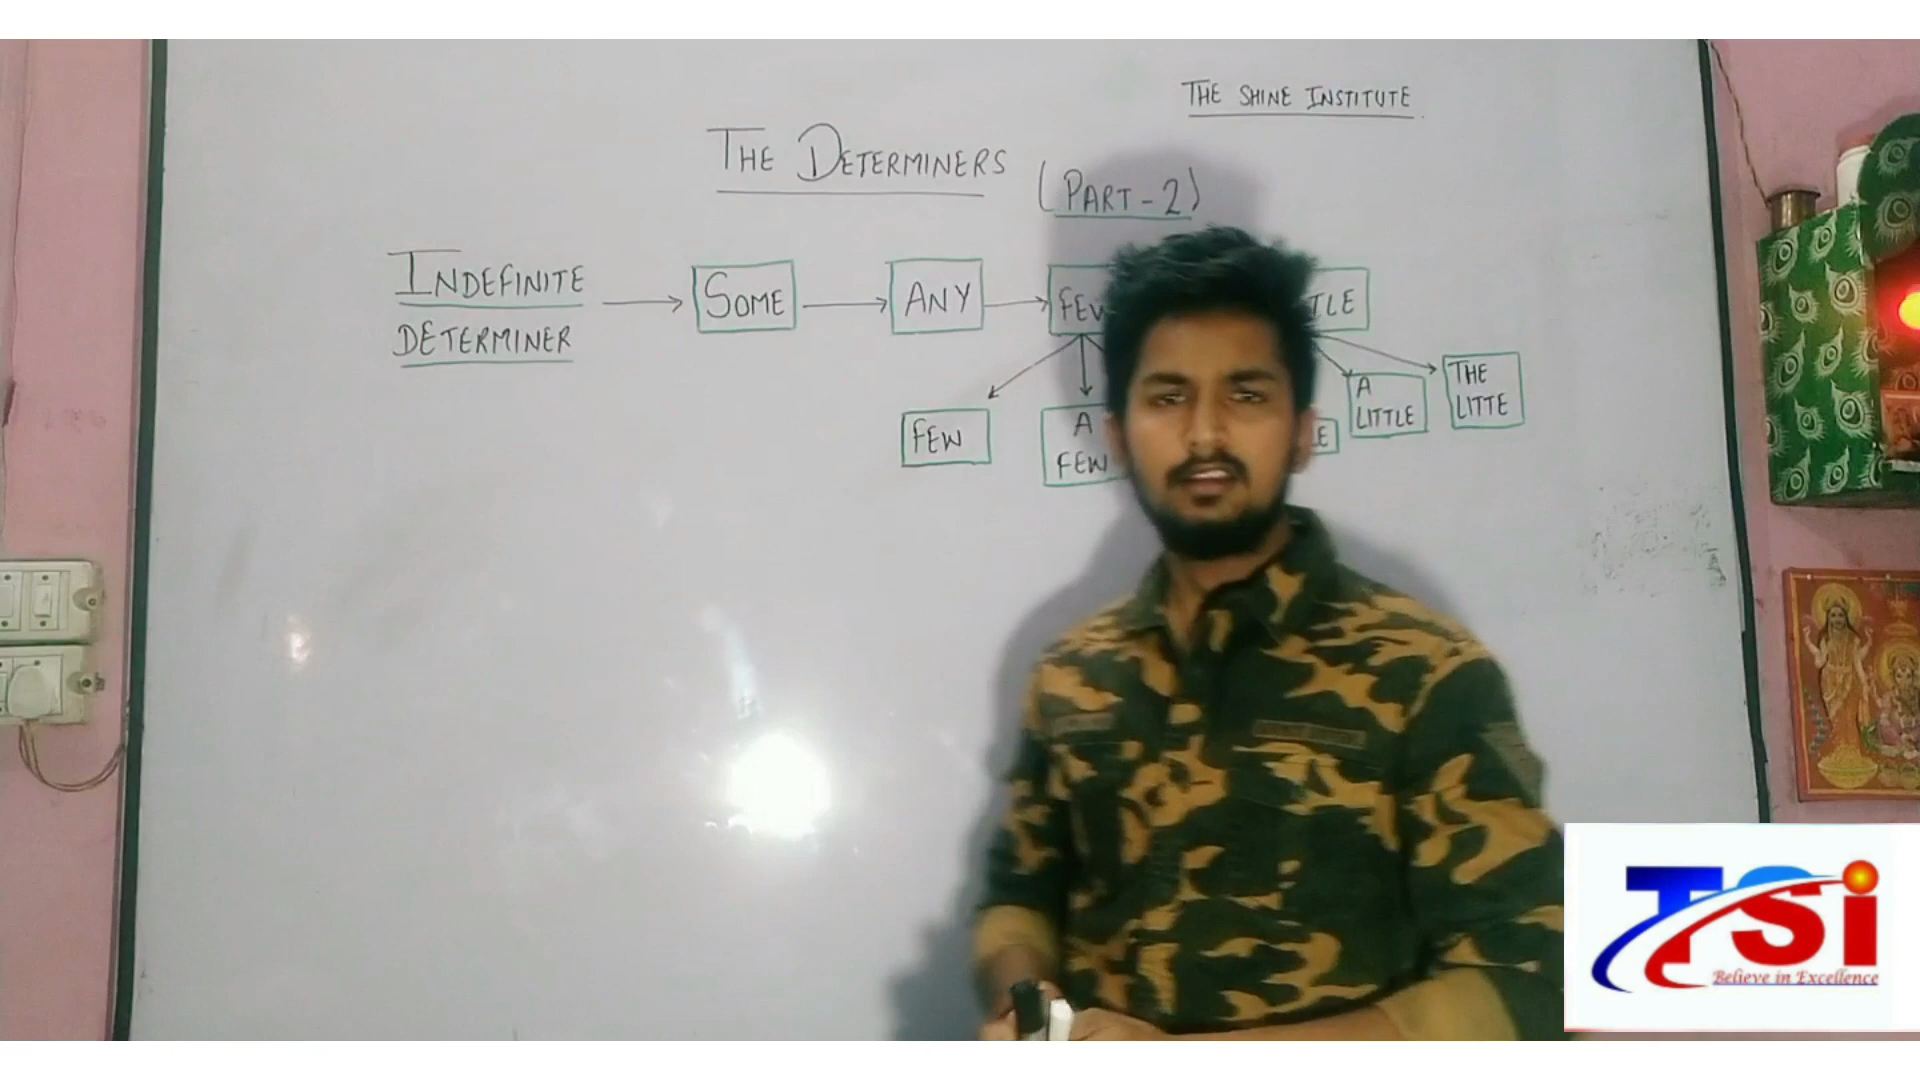 THE SHINE INSTITUTE
THE DETERMINERS
(PART-2)
INDEFINITE
DETERMINER
SOME
ANY
FEW
FEW
A
FEW
A
LITTLE
THE
LITTE
TSi
Believe in Excellence